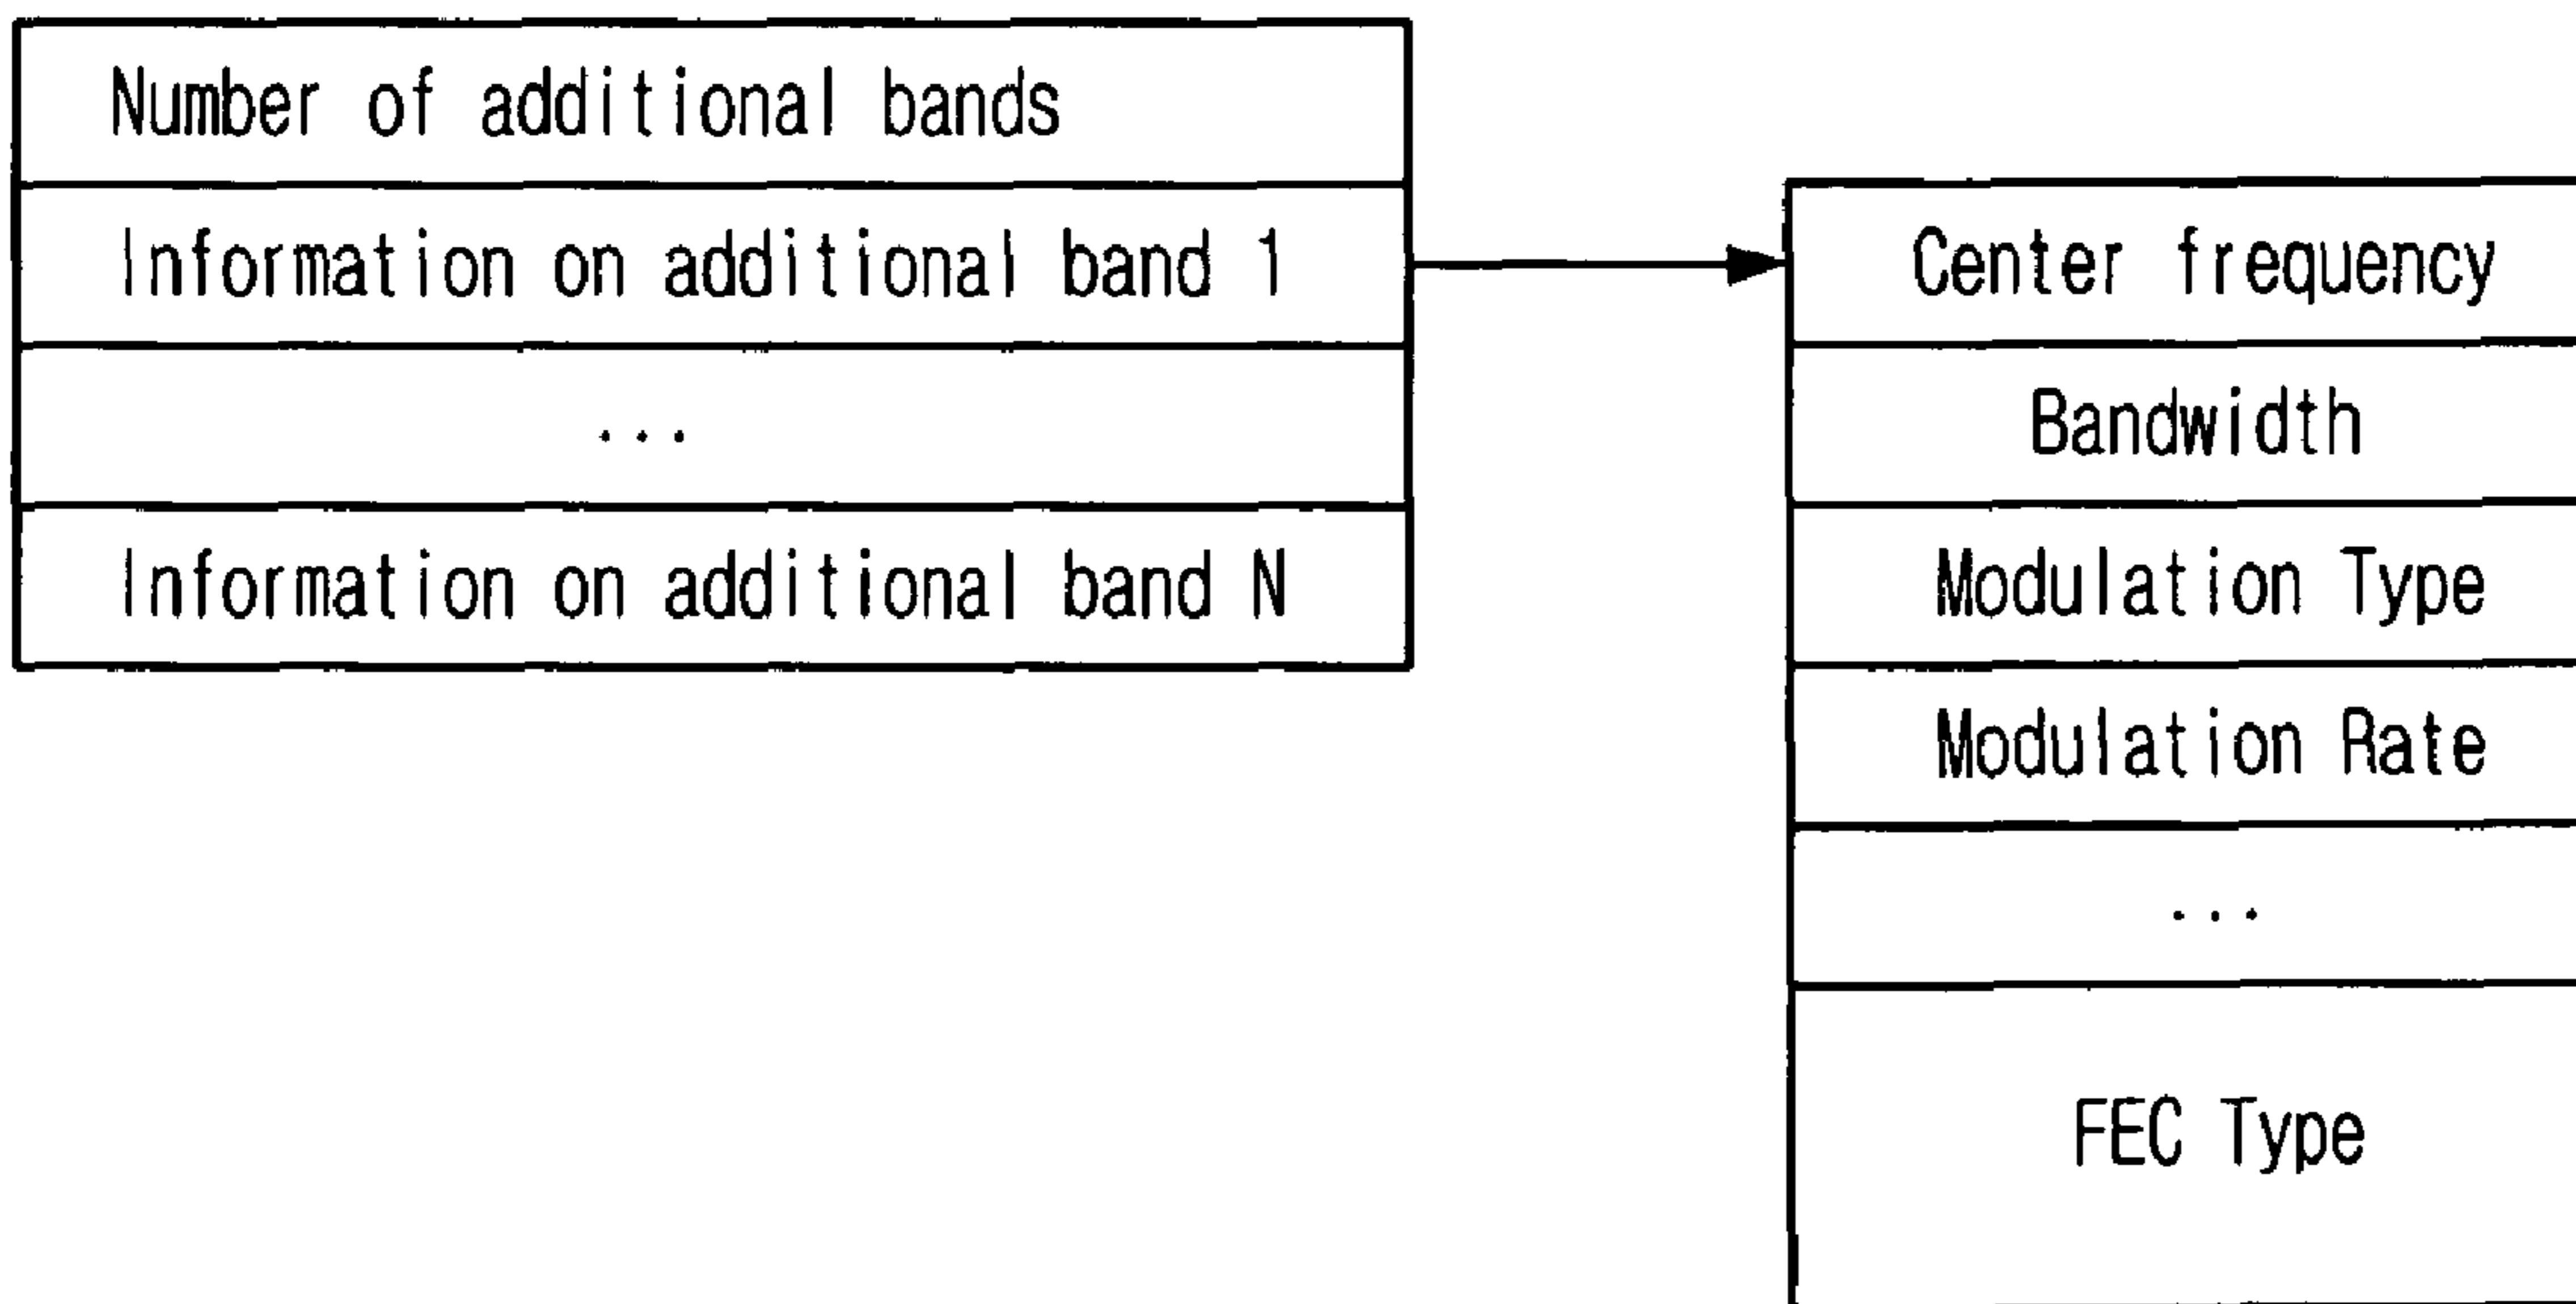 Number of additional bands
Information on additional band 1
...
Information on additional band N
Center frequency
Bandwidth
Modulation Type
Modulation Rate
...
FEC Type